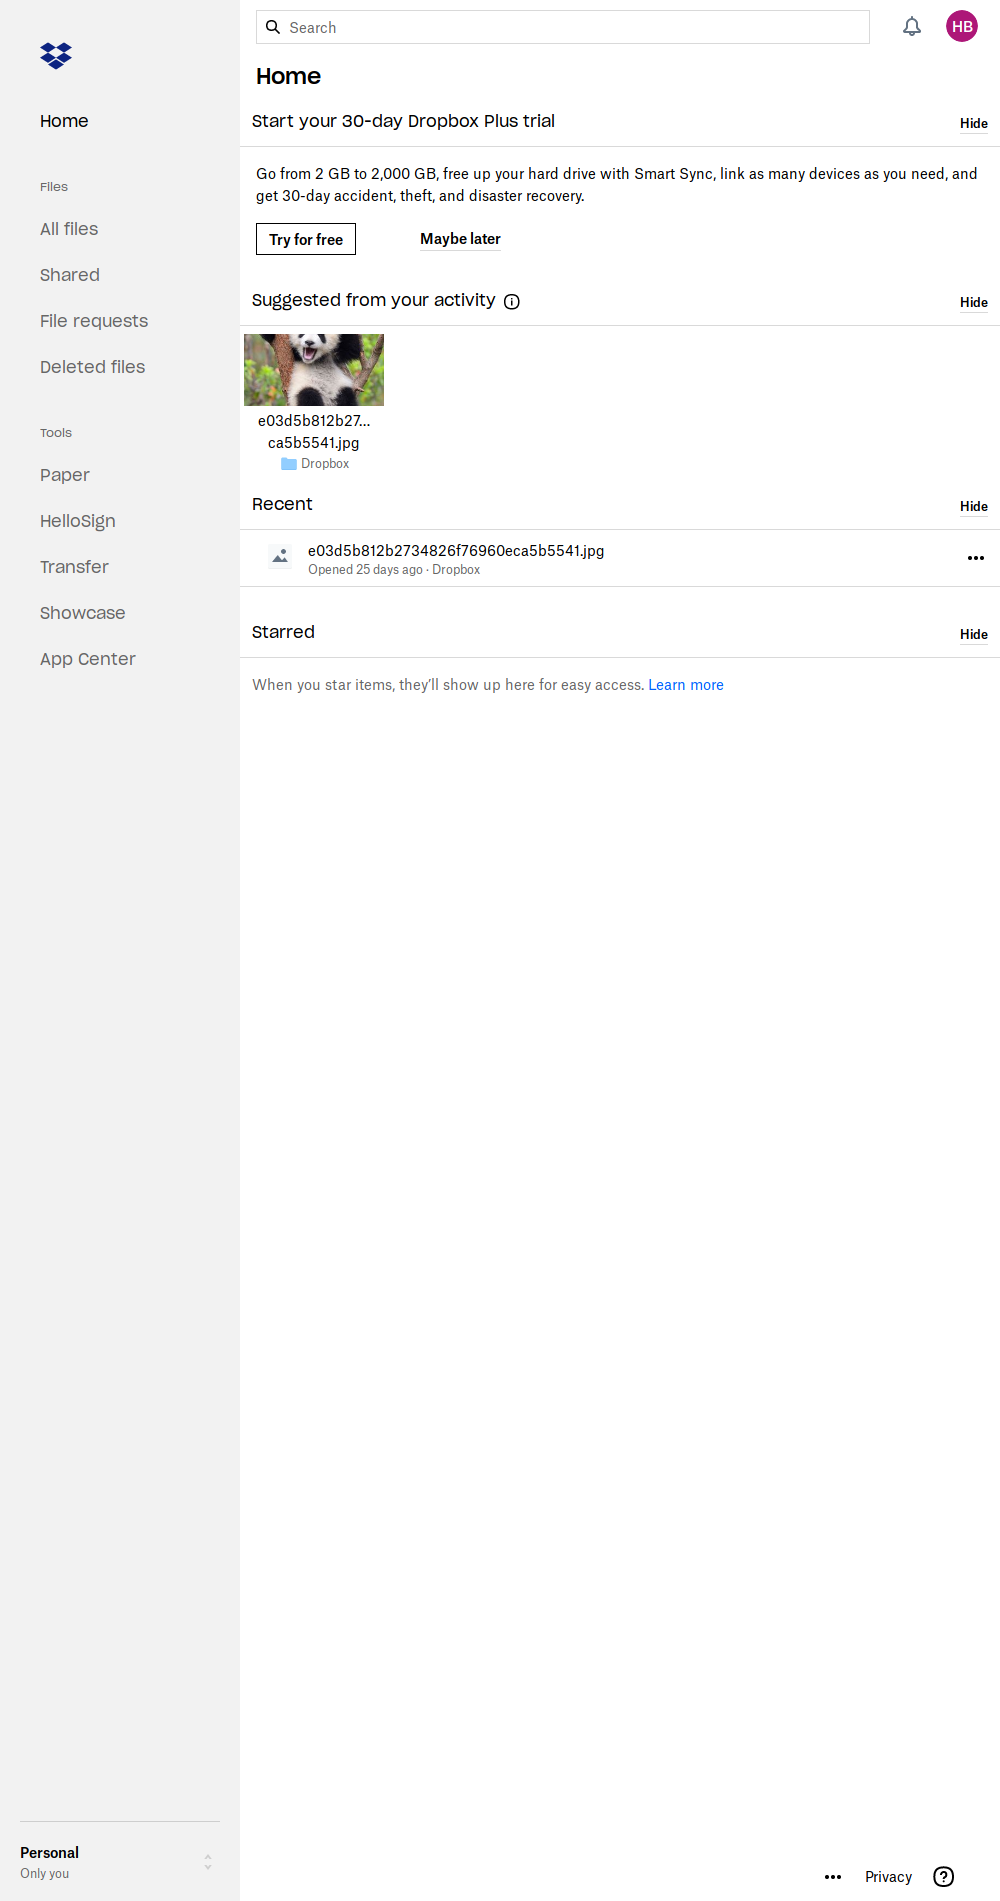 Search
HB
Home
Home
Start your 30-day Dropbox Plus trial
Hide
Go from 2 GB to 2,000 GB, free up your hard drive with Smart Sync, link as many devices as you need, and
get 30-day accident, theft, and disaster recovery.
Try for free
Maybe later
Files
All files
Shared
File requests
Deleted files
Tools
Paper
HelloSign
Transfer
Showcase
App Center
Suggested from your activity
Hide
e03d5b812b27...
ca5b5541.jpg
Dropbox
Recent
Hide
e03d5b812b2734826f76960eca5b5541.jpg
Opened 25 days ago · Dropbox
Starred
Hide
When you star items, they'll show up here for easy access. Learn more
Personal
Only you
Privacy